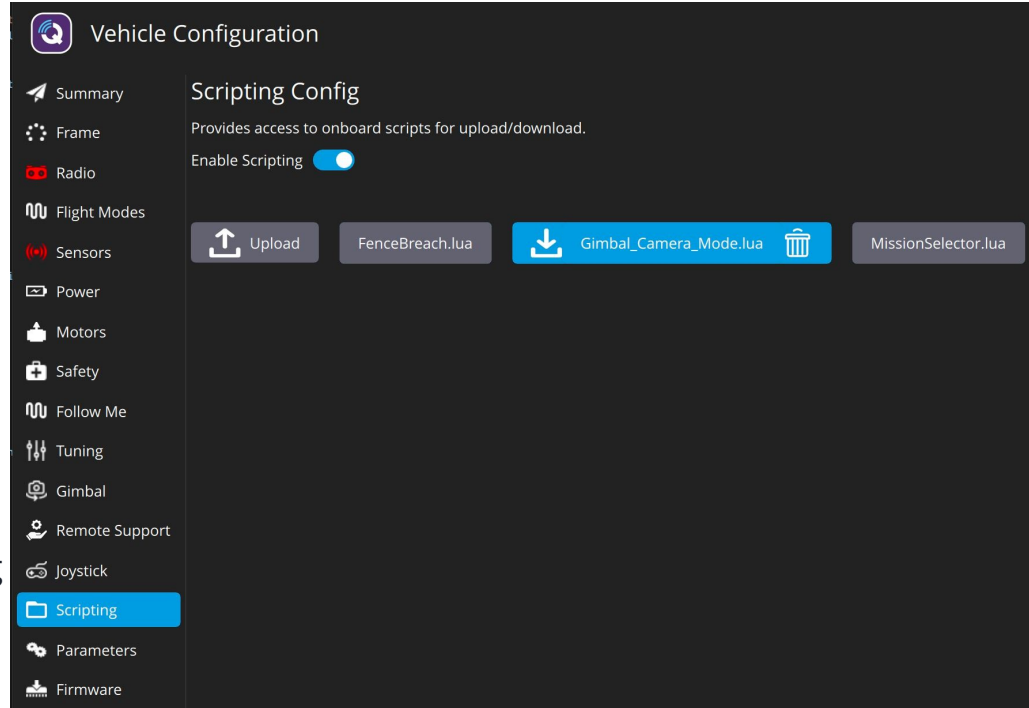 Vehicle Configuration
Summary
Frame
Radio
Flight Modes
Sensors
Power
Motors
Safety
Follow Me
Tuning
Gimbal
Remote Support
Joystick
Scripting
Parameters
Firmware
Scripting Config
Provides access to onboard scripts for upload/download.
Enable Scripting
Upload
FenceBreach.lua
Gimbal_Camera_Mode.lua
MissionSelector.lua